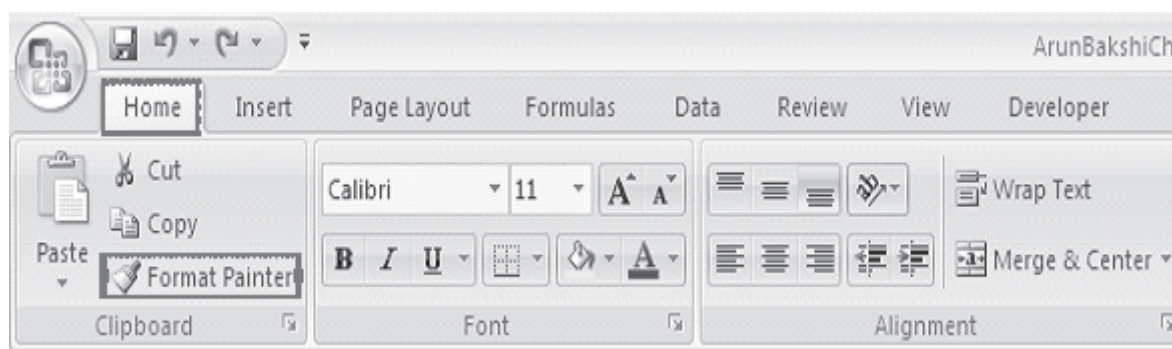 ArunBakshiCh
Home Insert Page Layout Formulas Data Review View Developer
Cut
Copy
Paste
Format Painter
Clipboard
Calibri 11 A A
B I U A
Font
Wrap Text
Merge & Center
Alignment